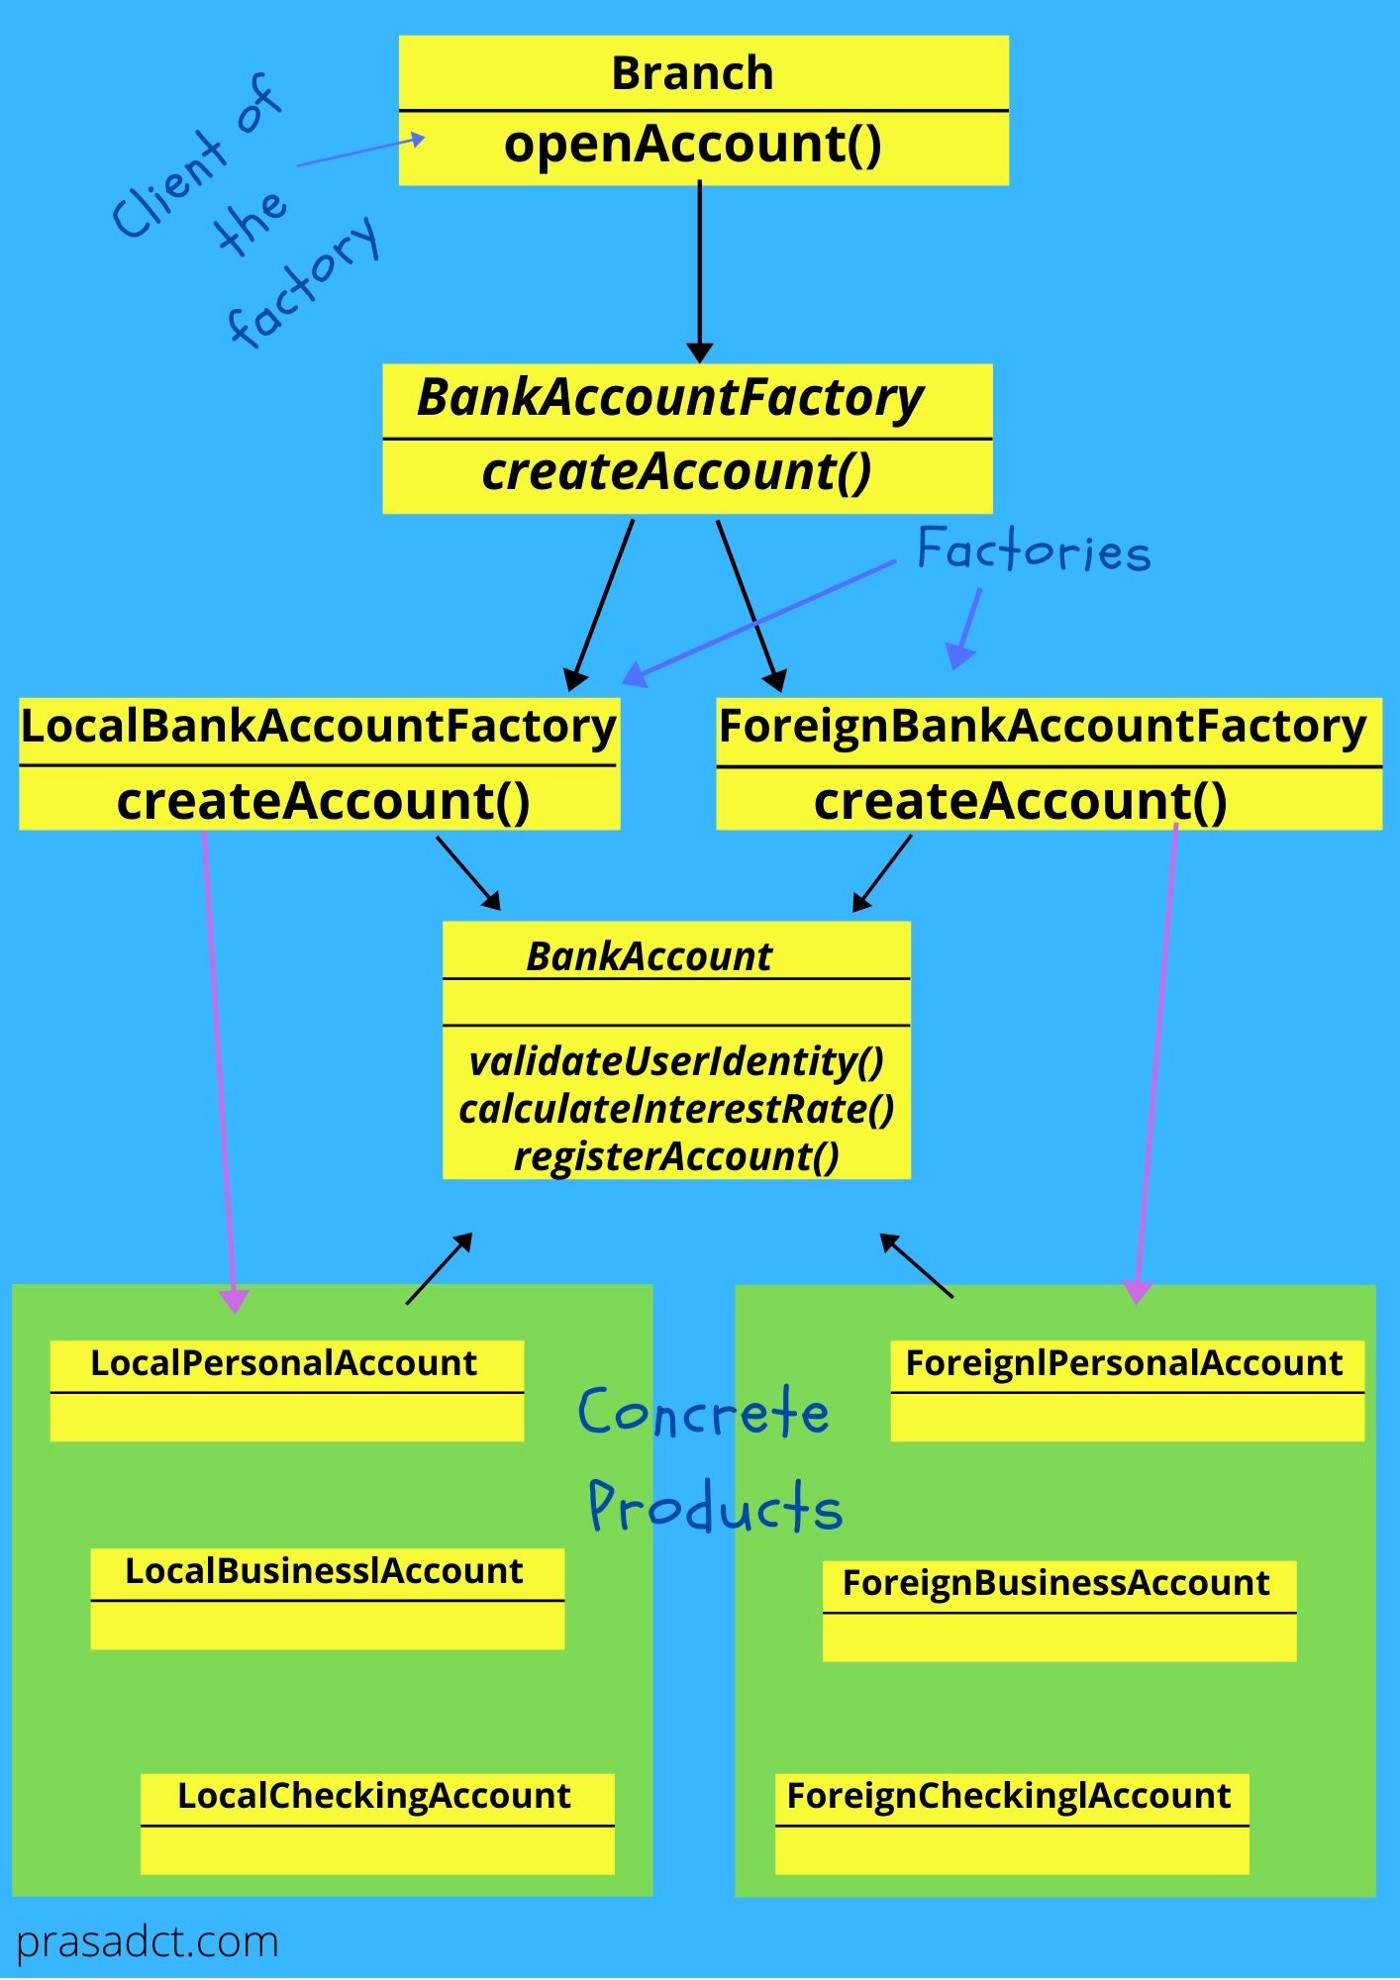 Branch
openAccount()
Client of
the
factory
BankAccountFactory
createAccount()
Factories
LocalBankAccountFactory
createAccount()
ForeignBankAccountFactory
createAccount()
BankAccount
validateUserIdentity()
calculateInterestRate()
registerAccount()
LocalPersonalAccount
ForeignlPersonalAccount
Concrete
Products
LocalBusinesslAccount
ForeignBusinessAccount
LocalCheckingAccount
ForeignCheckinglAccount
prasadct.com